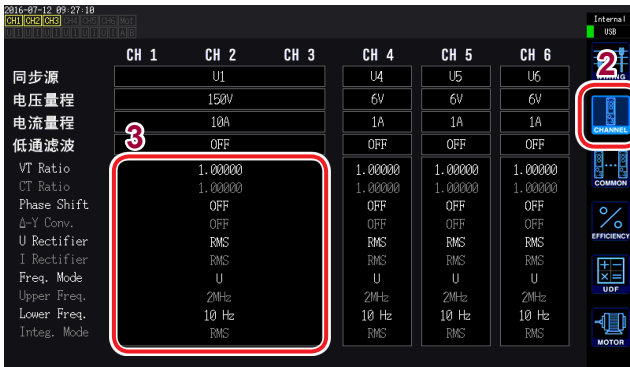 2016-07-12 09:27:10
CH1 CH2 CH3 CH4 CH5 CH6 Mot
U I U I U I U I U I U I A B
Internal
USB
CH 1 CH 2 CH 3 CH 4 CH 5 CH 6
2
同步源 U1 U4 U5 U6
电压量程 150V 6V 6V 6V
电流量程 10A 1A 1A 1A
CHANNEL
3
低通滤波 OFF OFF OFF OFF
VT Ratio 1.00000 1.00000 1.00000 1.00000
CT Ratio 1.00000 1.00000 1.00000 1.00000
COMMON
Phase Shift OFF OFF OFF OFF
Δ-Y Conv. OFF OFF OFF OFF
EFFICIENCY
U Rectifier RMS RMS RMS RMS
I Rectifier RMS RMS RMS RMS
Freq. Mode U U U U
UDF
Upper Freq. 2MHz 2MHz 2MHz 2MHz
Lower Freq. 10 Hz 10 Hz 10 Hz 10 Hz
Integ. Mode RMS RMS RMS RMS
MOTOR